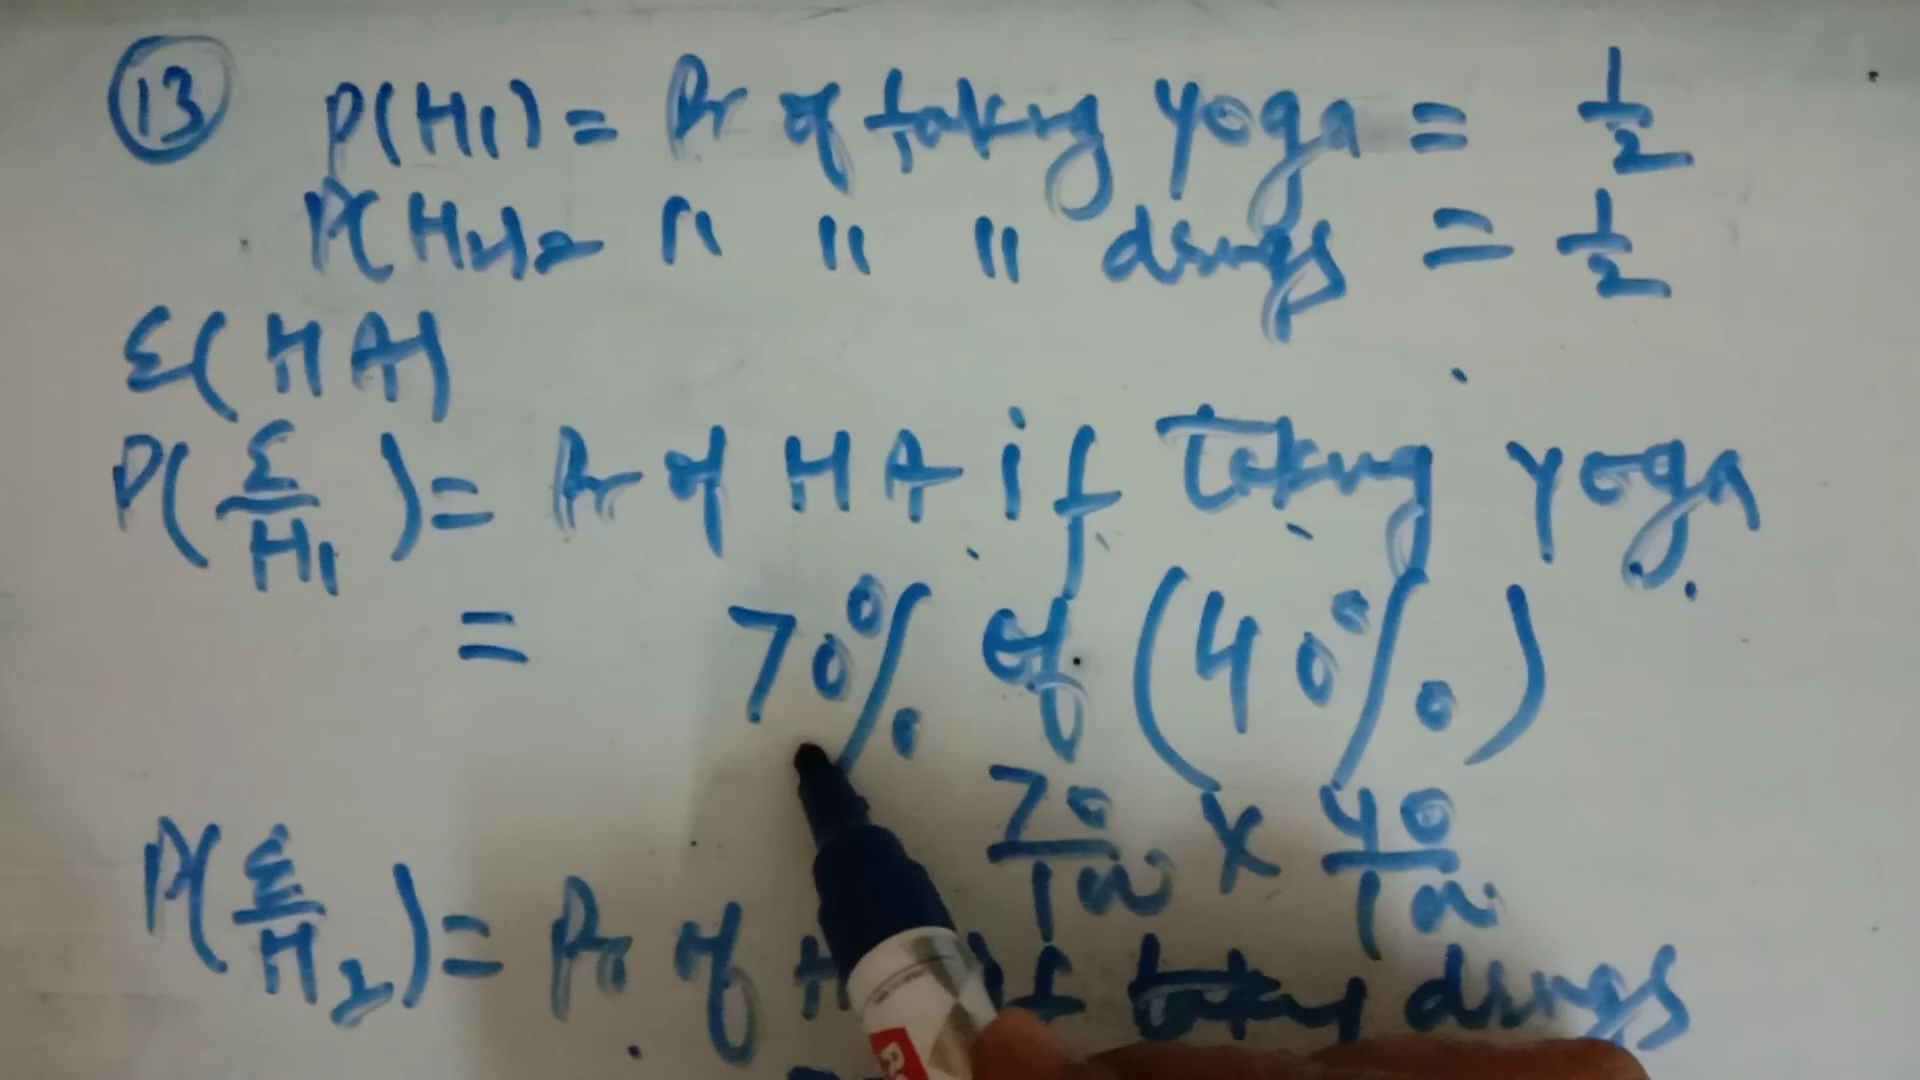 13 P(H1) = Pr of taking yoga = 1/2
P(H2) = " " " drugs = 1/2
E(HA)
P(E/H1) = Pr of HA if taking yoga
= 70% of (40%)
70/100 x 40/100
P(E/H2) = Pr of if taking drugs